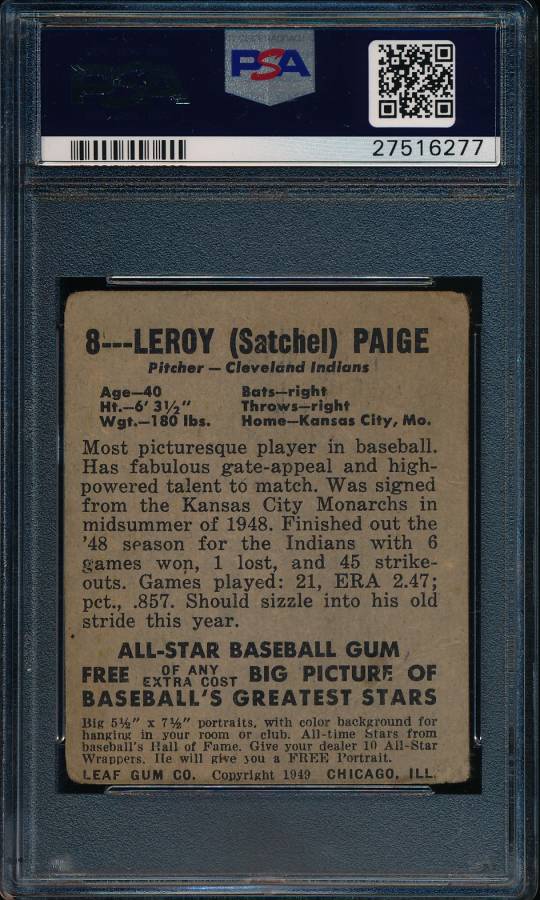 PSA
27516277
8---LEROY (Satchel) PAIGE
Pitcher — Cleveland Indians
Age—40 Bats—right
Ht.—6' 3½" Throws—right
Wgt.—180 lbs. Home—Kansas City, Mo.
Most picturesque player in baseball.
Has fabulous gate-appeal and high-
powered talent to match. Was signed
from the Kansas City Monarchs in
midsummer of 1948. Finished out the
'48 season for the Indians with 6
games won, 1 lost, and 45 strike-
outs. Games played: 21, ERA 2.47;
pct., .857. Should sizzle into his old
stride this year.
ALL-STAR BASEBALL GUM
FREE OF ANY EXTRA COST BIG PICTURE OF
BASEBALL'S GREATEST STARS
Big 5½" x 7½" portraits, with color background for
hanging in your room or club. All-time Stars from
baseball's Hall of Fame. Give your dealer 10 All-Star
Wrappers. He will give you a FREE Portrait.
LEAF GUM CO. Copyright 1949 CHICAGO, ILL.